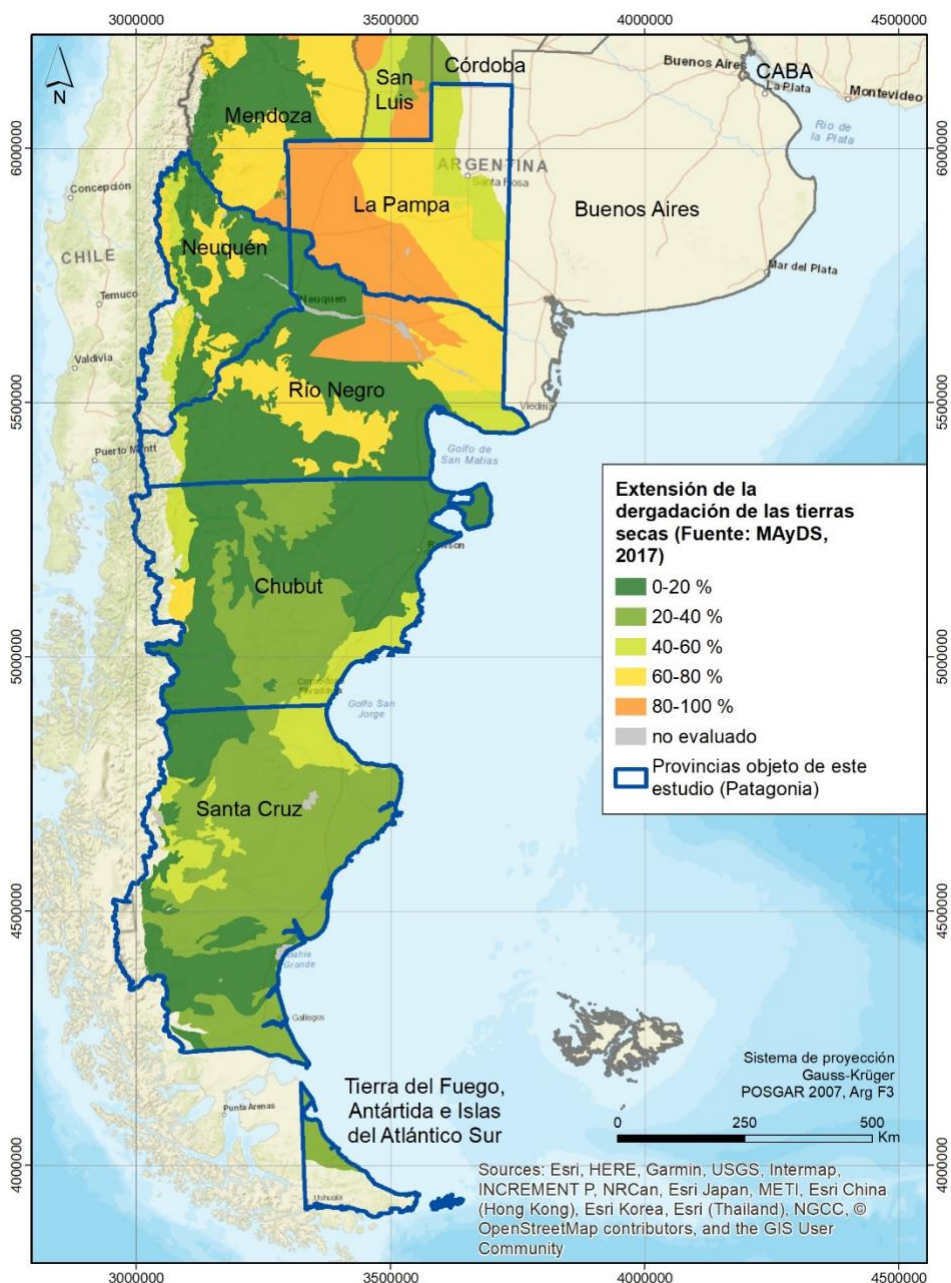 3000000
3500000
4000000
4500000
Córdoba
San
Luis
Buenos Aires
CABA
La Plata
Montevideo
Mendoza
Rio de
la Plata
6000000
6000000
ARGENTINA
Santa Rosa
Concepción
La Pampa
Buenos Aires
Neuquén
CHILE
Mar del Plata
Temuco
Neuquen
Valdivia
Río Negro
5500000
5500000
Viedma
Puerto Montt
Golfo de
San Matias
Extensión de la
dergadación de las tierras
secas (Fuente: MAyDS,
2017)
0-20 %
20-40 %
40-60 %
60-80 %
80-100 %
no evaluado
Provincias objeto de este
estudio (Patagonia)
Chubut
5000000
5000000
Golfo San
Jorge
Santa Cruz
4500000
4500000
Bahia
Grande
Gallegos
Sistema de proyección
Gauss-Krüger
POSGAR 2007, Arg F3
0 250 500
Km
Tierra del Fuego,
Antártida e Islas
del Atlántico Sur
Punta Arenas
Ushuaia
4000000
4000000
Sources: Esri, HERE, Garmin, USGS, Intermap,
INCREMENT P, NRCan, Esri Japan, METI, Esri China
(Hong Kong), Esri Korea, Esri (Thailand), NGCC, ©
OpenStreetMap contributors, and the GIS User
Community
3000000
3500000
4000000
4500000
N